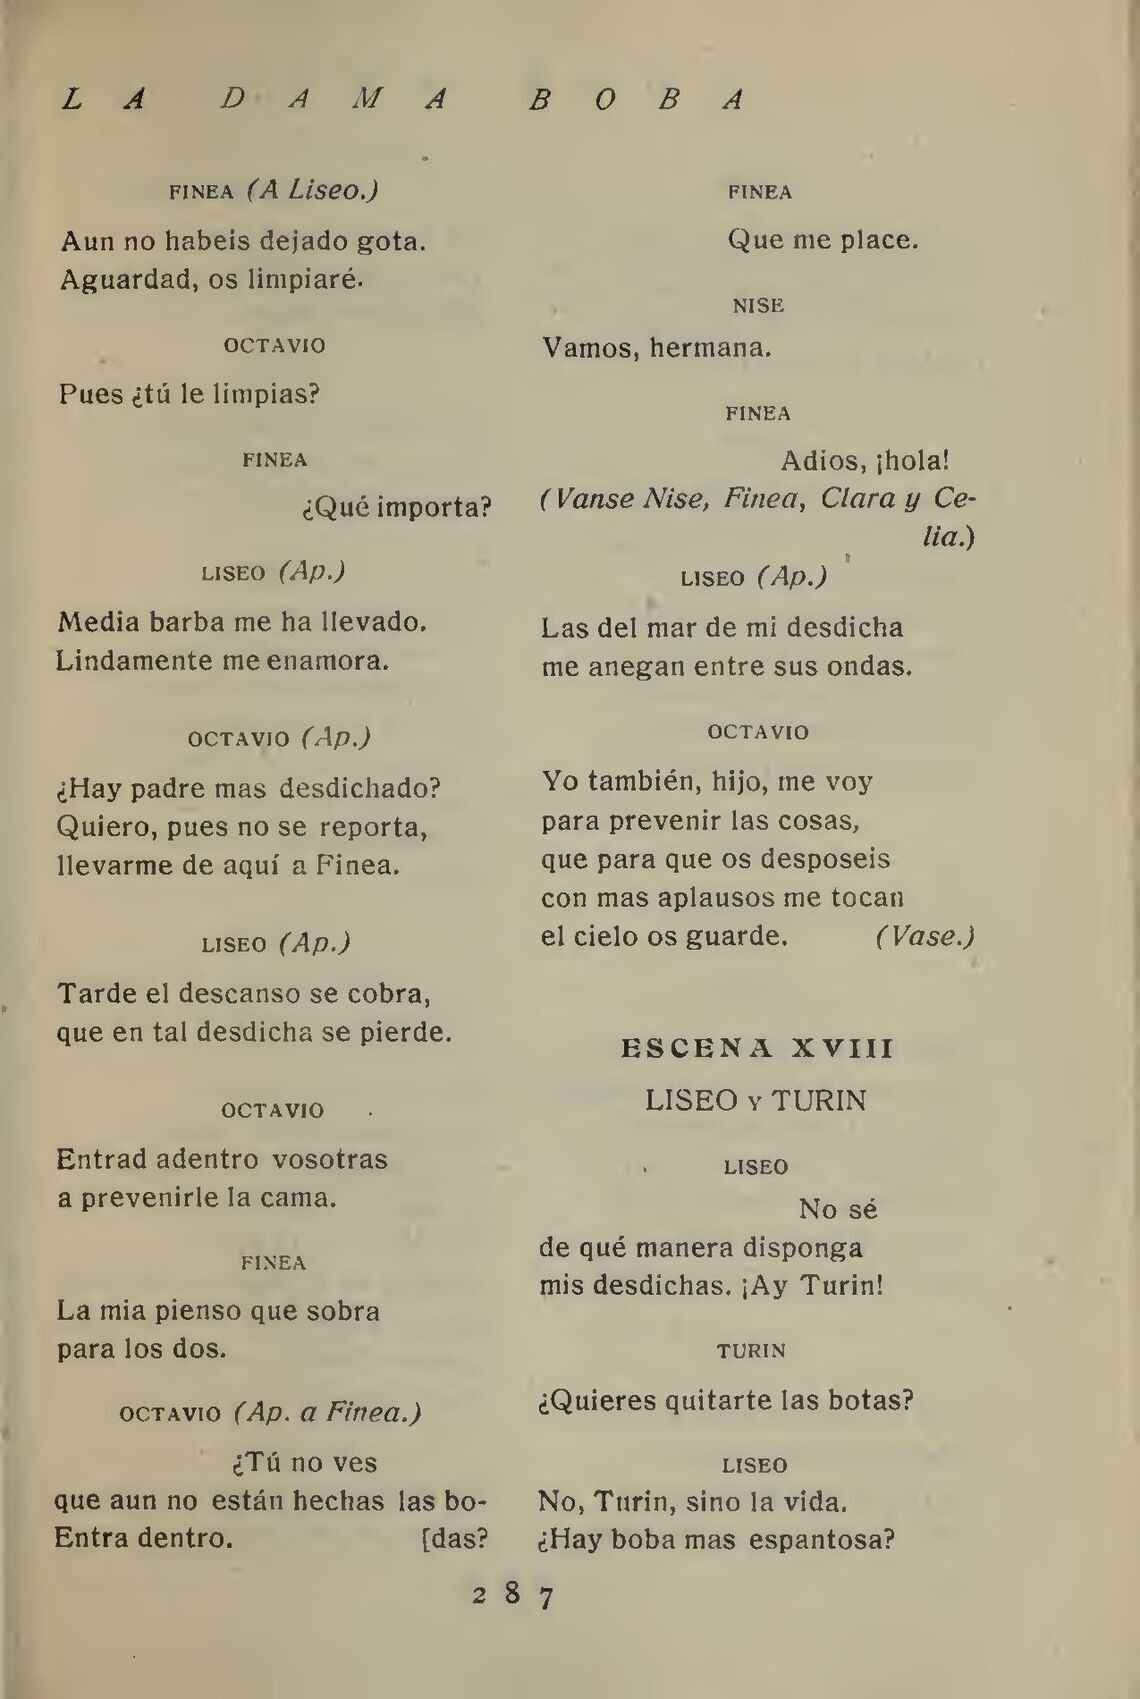 LA DAMA BOBA
FINEA (A Liseo.)
Aun no habeis dejado gota.
Aguardad, os limpiaré.
OCTAVIO
Pues ¿tú le limpias?
FINEA
¿Qué importa?
LISEO (Ap.)
Media barba me ha llevado.
Lindamente me enamora.
OCTAVIO (Ap.)
¿Hay padre mas desdichado?
Quiero, pues no se reporta,
llevarme de aquí a Finea.
LISEO (Ap.)
Tarde el descanso se cobra,
que en tal desdicha se pierde.
OCTAVIO
Entrad adentro vosotras
a prevenirle la cama.
FINEA
La mia pienso que sobra
para los dos.
OCTAVIO (Ap. a Finea.)
¿Tú no ves
que aun no están hechas las bo-
Entra dentro. [das?
FINEA
Que me place.
NISE
Vamos, hermana.
FINEA
Adios, ¡hola!
(Vanse Nise, Finea, Clara y Ce-
lia.)
LISEO (Ap.)
Las del mar de mi desdicha
me anegan entre sus ondas.
OCTAVIO
Yo también, hijo, me voy
para prevenir las cosas,
que para que os desposeis
con mas aplausos me tocan
el cielo os guarde. (Vase.)
ESCENA XVIII
LISEO Y TURIN
LISEO
No sé
de qué manera disponga
mis desdichas. ¡Ay Turin!
TURIN
¿Quieres quitarte las botas?
LISEO
No, Turin, sino la vida.
¿Hay boba mas espantosa?
287